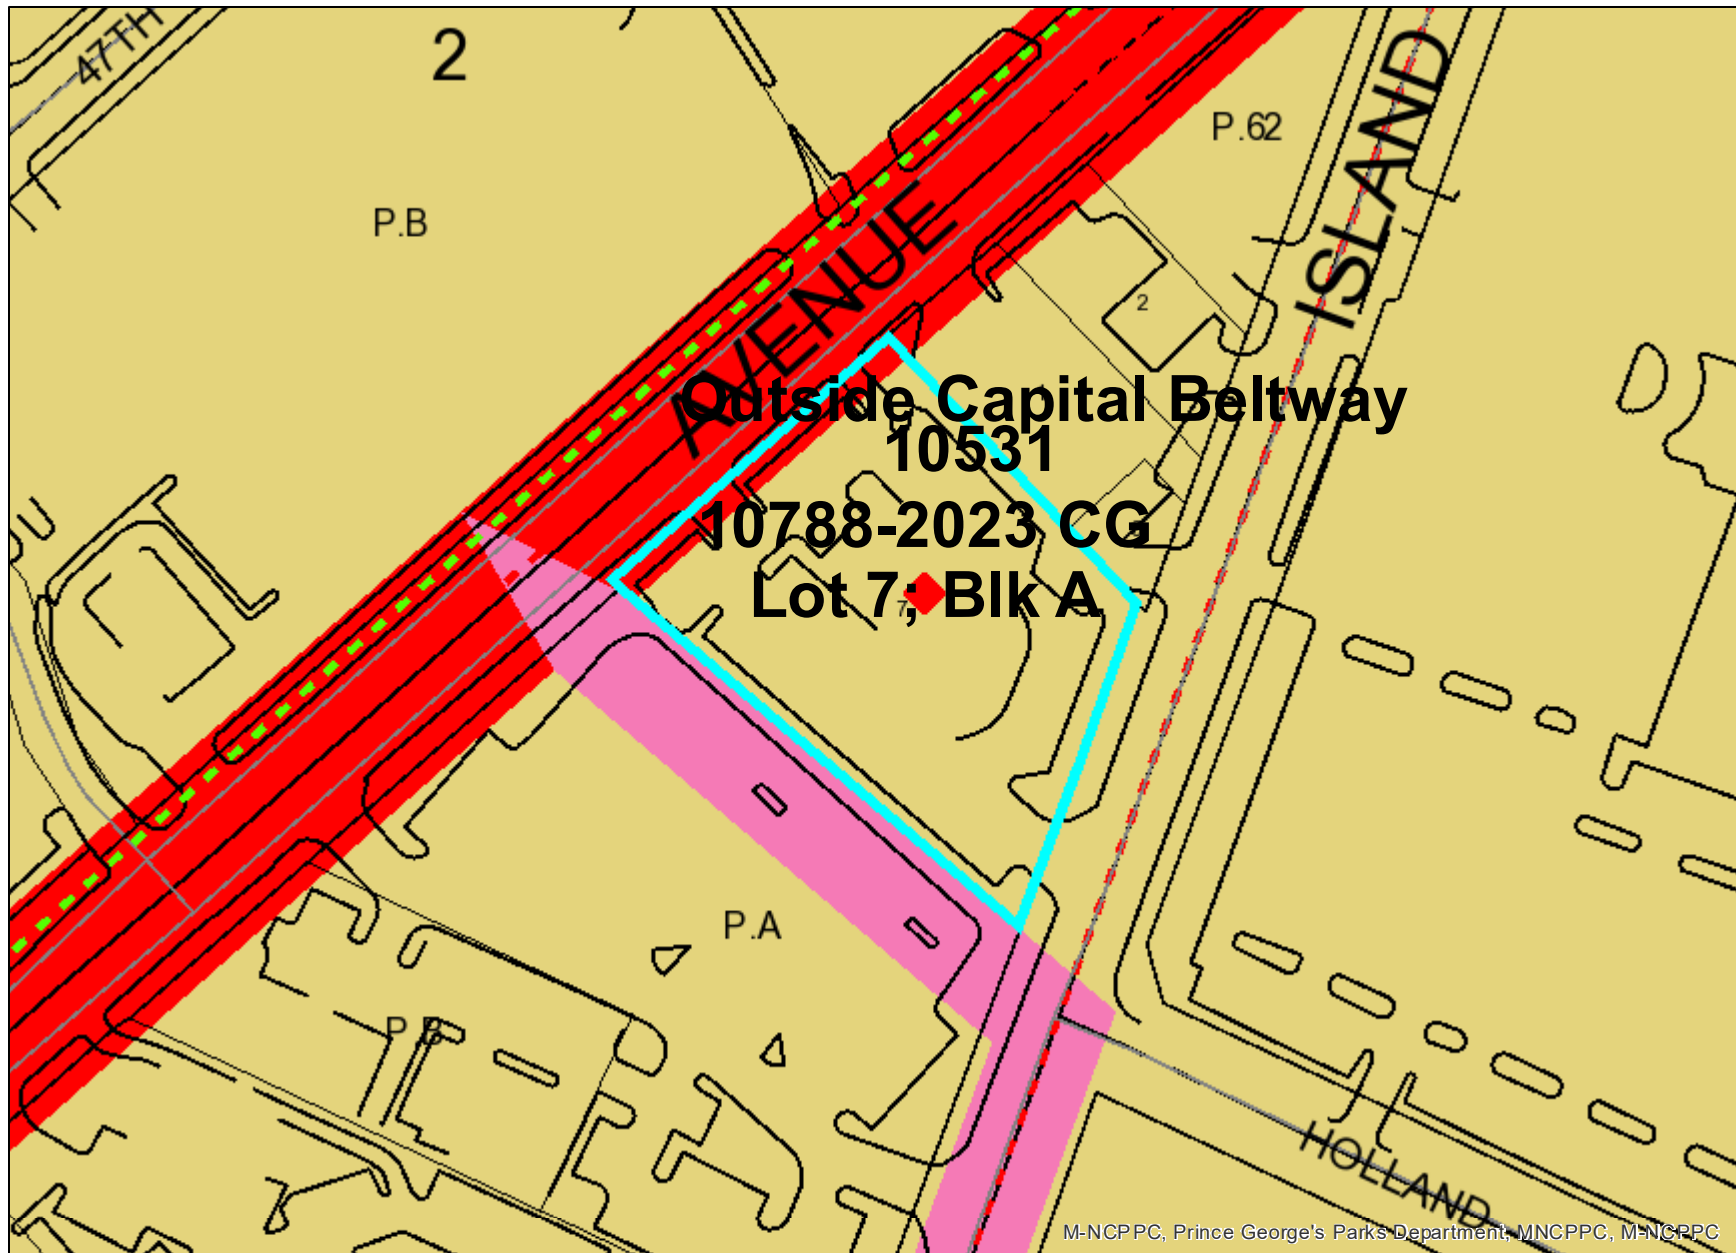 47TH
2
P.B
P.62
ISLAND
AVENUE
2
Outside Capital Beltway
10531
10788-2023 CG
Lot 7; Blk A
7
P.A
P.B
HOLLAND
M-NCPPC, Prince George's Parks Department, MNCPPC, M-NCPPC